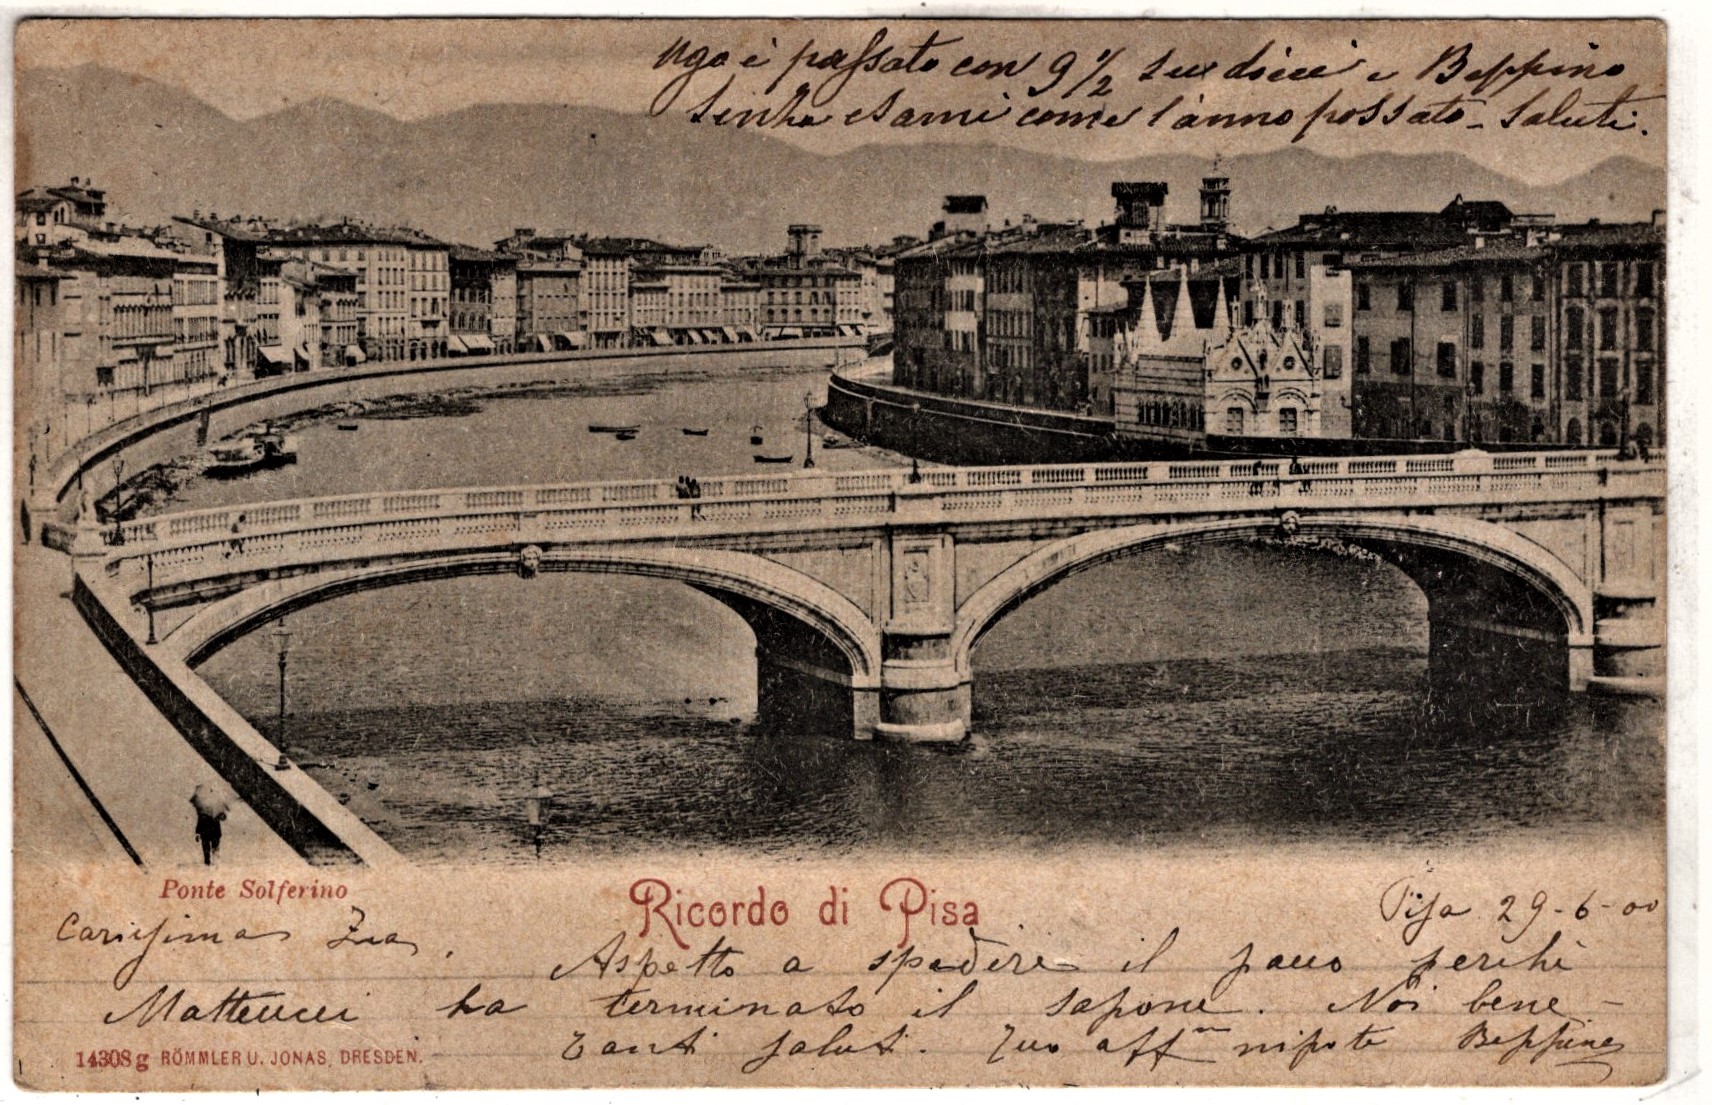 Ugo è passato con 9 1/2 su dieci e Beppino
senza esami come l'anno passato - Saluti.
Ponte Solferino
Ricordo di Pisa
Pisa 29-6-00
Carissima Zia,
Aspetto a spedire il pacco perchè
Matteucci ha terminato il sapone. Noi bene -
Tanti saluti. Tuo aff.mo nipote Beppino
14308 g RÖMMLER U. JONAS, DRESDEN.